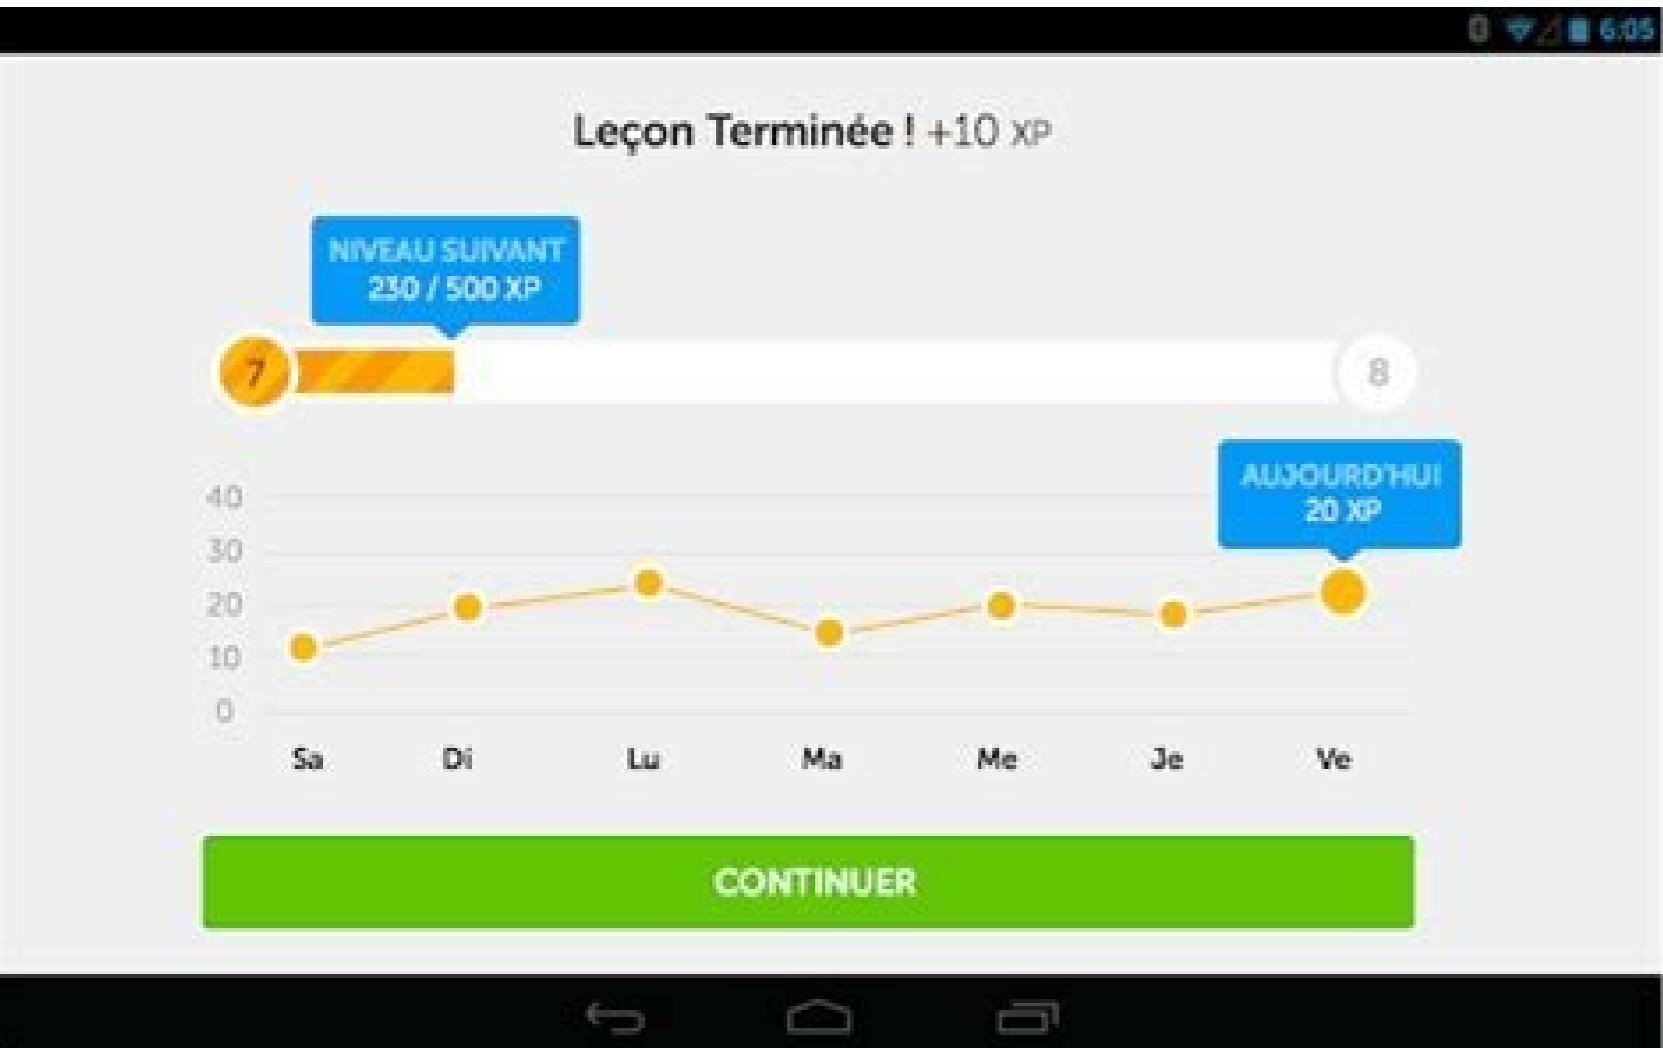 6:05
Leçon Terminée ! +10 XP
NIVEAU SUIVANT
230 / 500 XP
7
8
AUJOURD'HUI
20 XP
40
30
20
10
0
Sa Di Lu Ma Me Je Ve
CONTINUER